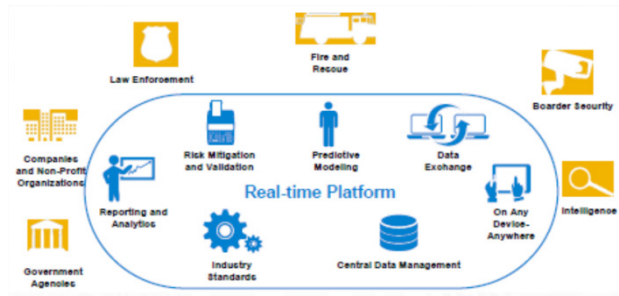 Fire and
Rescue
Law Enforoement
Boarder Security
Companies
and Non-Profit
Organizations
Risk Mitigation
and Validation
Predictive
Modeling
Data
Exchange
Real-time Platform
Reporting and
Analytics
On Any
Device-
Anywhere
Intelligence
Industry
Standards
Central Data Management
Government
Agencies